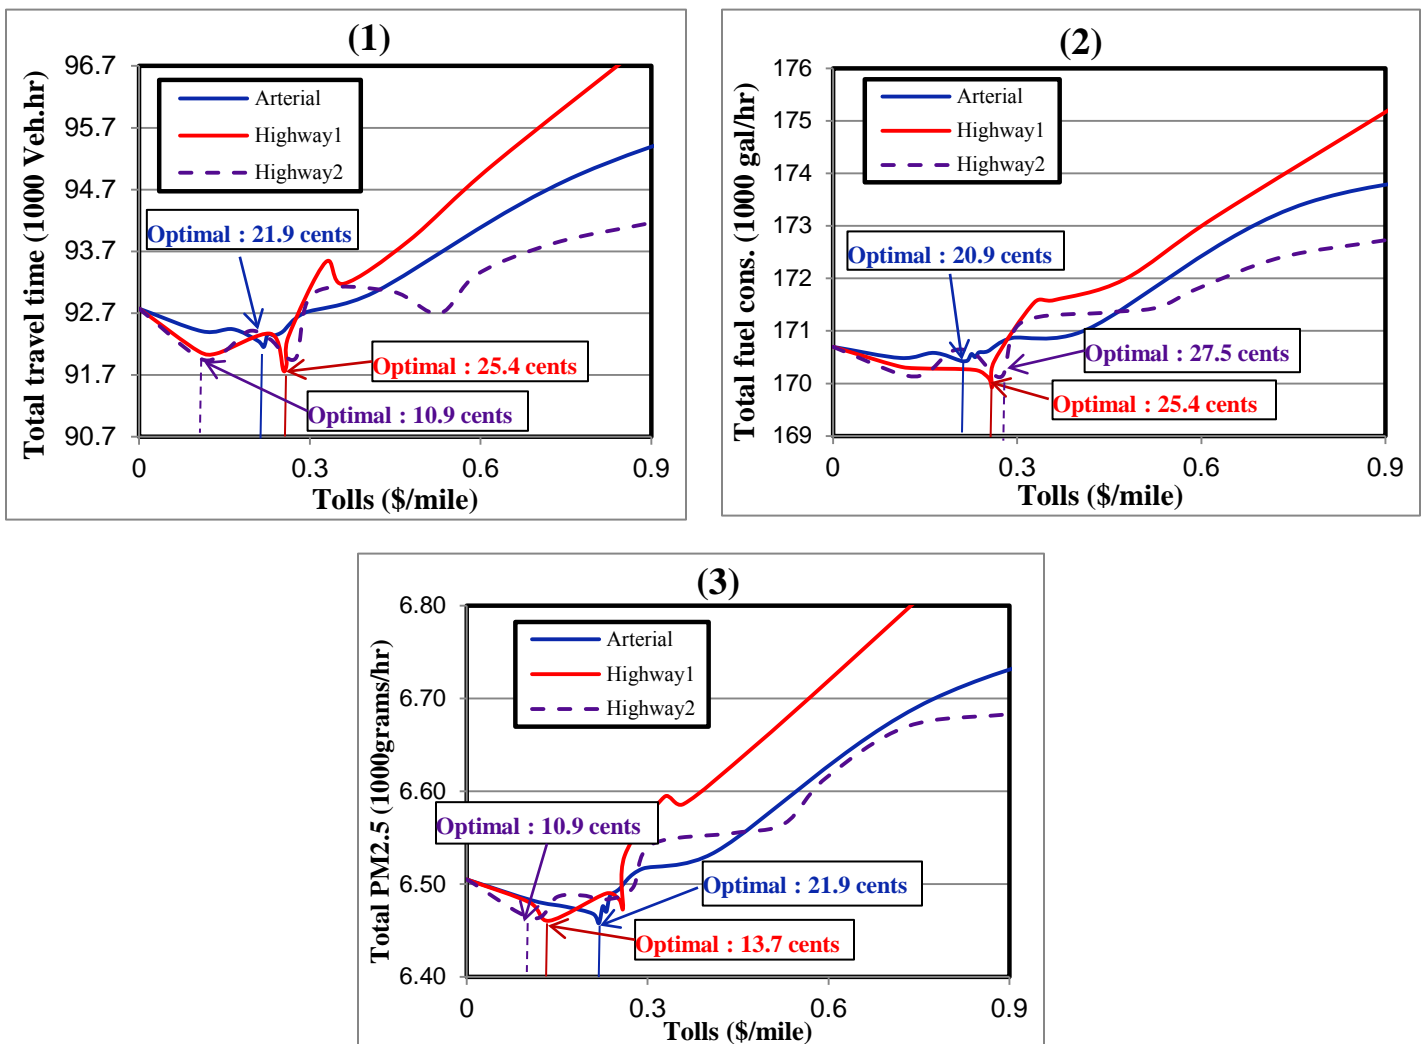 (1)
Total travel time (1000 Veh.hr)
96.7
95.7
94.7
93.7
92.7
91.7
90.7
Arterial
Highway1
Highway2
Optimal : 21.9 cents
Optimal : 25.4 cents
Optimal : 10.9 cents
0 0.3 0.6 0.9
Tolls ($/mile)
(2)
Total fuel cons. (1000 gal/hr)
176
175
174
173
172
171
170
169
Arterial
Highway1
Highway2
Optimal : 20.9 cents
Optimal : 27.5 cents
Optimal : 25.4 cents
0 0.3 0.6 0.9
Tolls ($/mile)
(3)
Total PM2.5 (1000grams/hr)
6.80
6.70
6.60
6.50
6.40
Arterial
Highway1
Highway2
Optimal : 10.9 cents
Optimal : 21.9 cents
Optimal : 13.7 cents
0 0.3 0.6 0.9
Tolls ($/mile)